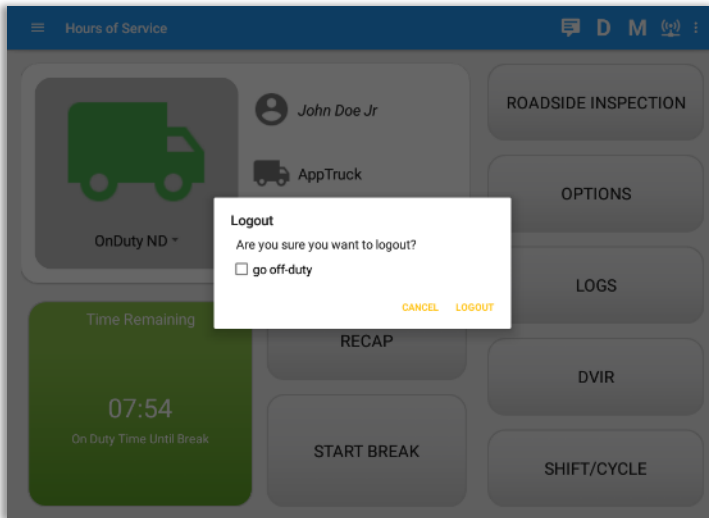 Hours of Service
D M
John Doe Jr
AppTruck
OnDuty ND
Logout
Are you sure you want to logout?
go off-duty
CANCEL LOGOUT
Time Remaining
07:54
On Duty Time Until Break
RECAP
START BREAK
ROADSIDE INSPECTION
OPTIONS
LOGS
DVIR
SHIFT/CYCLE